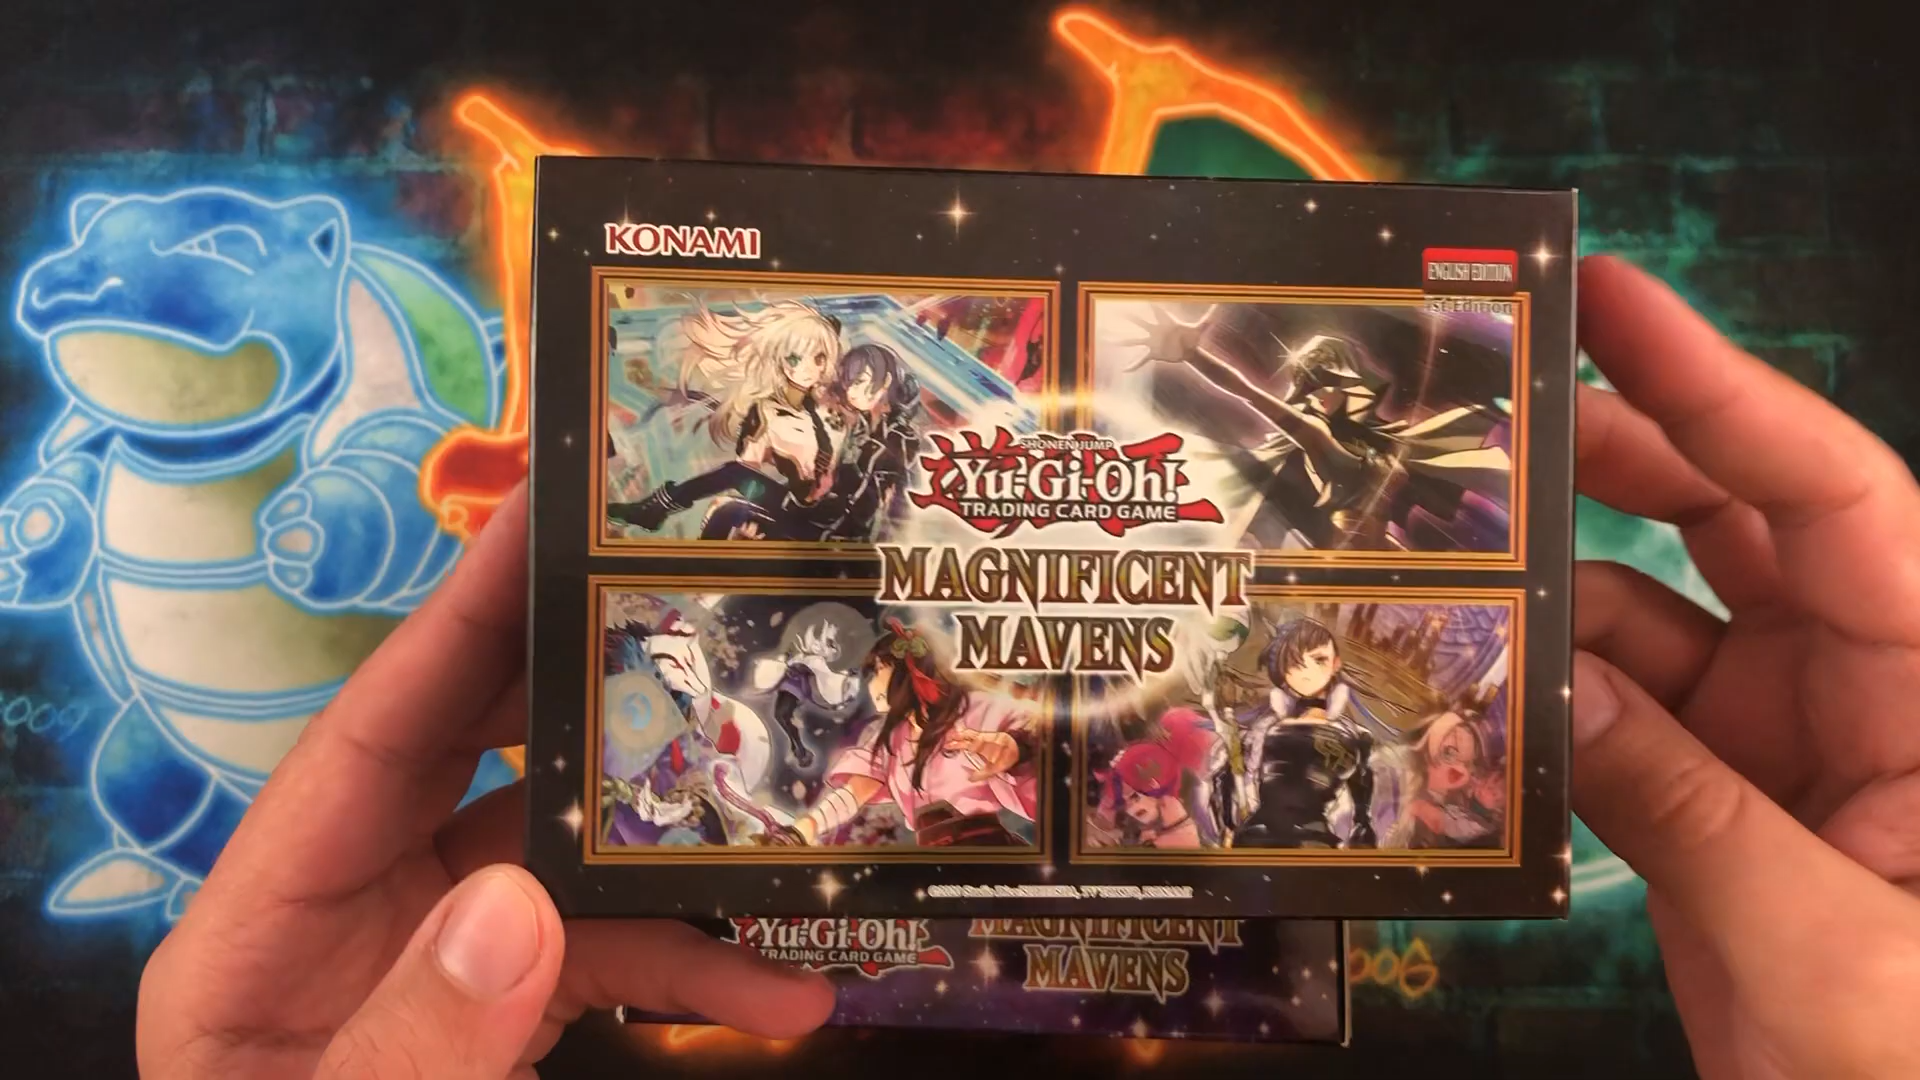 KONAMI
ENGLISH EDITION
1st Edition
SHONEN JUMP
Yu-Gi-Oh!
TRADING CARD GAME
MAGNIFICENT
MAVENS
Yu-Gi-Oh!
TRADING CARD GAME
MAGNIFICENT
MAVENS